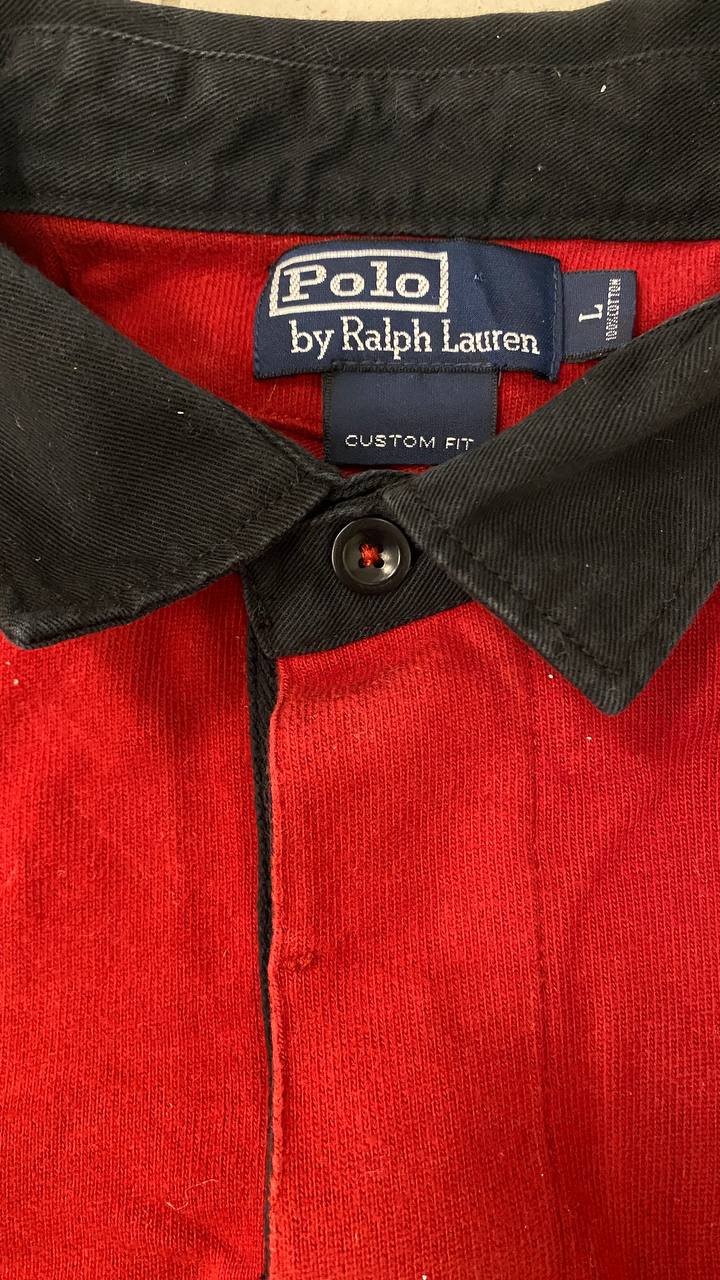 Polo
by Ralph Lauren
L
100% COTTON
CUSTOM FIT